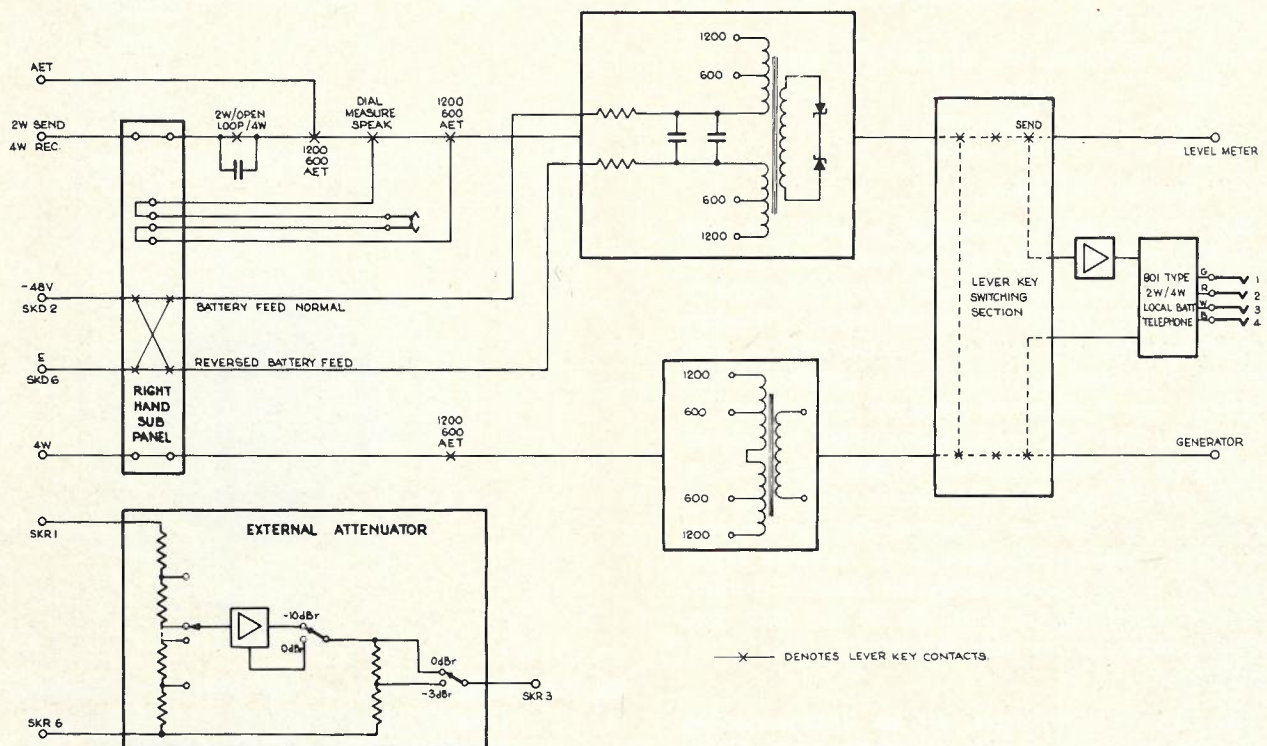 AET
2W SEND
4W REC.
2W/OPEN
LOOP/4W
1200
600
AET
DIAL
MEASURE
SPEAK
1200
600
AET
-48V
SKD 2
BATTERY FEED NORMAL
E
SKD6
REVERSED BATTERY FEED
RIGHT
HAND
SUB
PANEL
4W
1200
600
AET
1200
600
600
1200
1200
600
600
1200
SEND
LEVER KEY
SWITCHING
SECTION
LEVEL METER
801 TYPE
2W/4W
LOCAL BATT
TELEPHONE
G
R
W
B
1
2
3
4
GENERATOR
SKR1
EXTERNAL ATTENUATOR
-10dBr
0dBr
0dBr
-3dBr
SKR 3
SKR 6
DENOTES LEVER KEY CONTACTS.